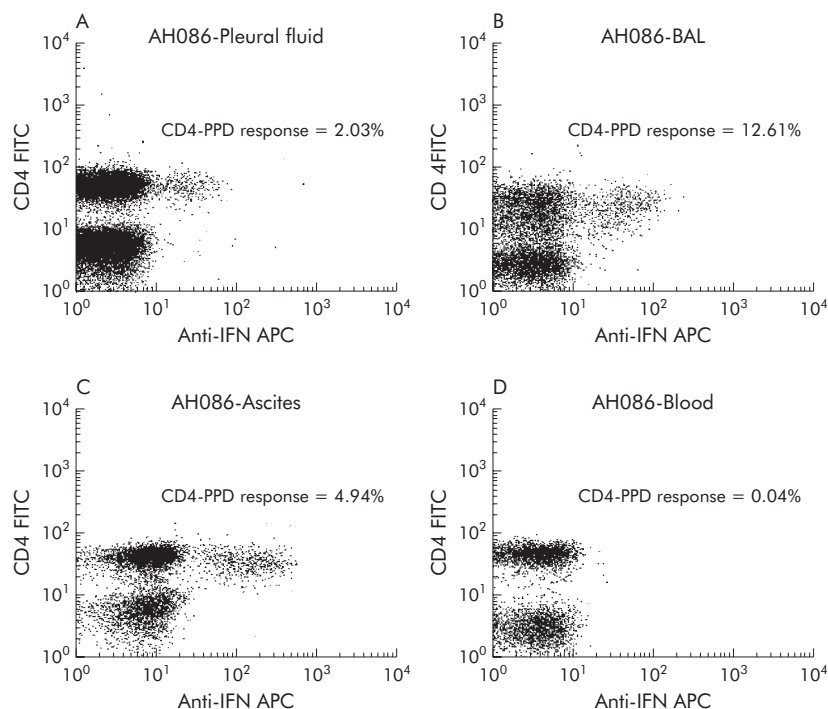 A
AH086-Pleural fluid
CD4-PPD response = 2.03%
CD4 FITC
10⁴
10³
10²
10¹
10⁰
10⁰ 10¹ 10² 10³ 10⁴
Anti-IFN APC
B
AH086-BAL
CD4-PPD response = 12.61%
CD 4FITC
10⁴
10³
10²
10¹
10⁰
10⁰ 10¹ 10² 10³ 10⁴
Anti-IFN APC
C
AH086-Ascites
CD4-PPD response = 4.94%
CD4 FITC
10⁴
10³
10²
10¹
10⁰
10⁰ 10¹ 10² 10³ 10⁴
Anti-IFN APC
D
AH086-Blood
CD4-PPD response = 0.04%
CD4 FITC
10⁴
10³
10²
10¹
10⁰
10⁰ 10¹ 10² 10³ 10⁴
Anti-IFN APC